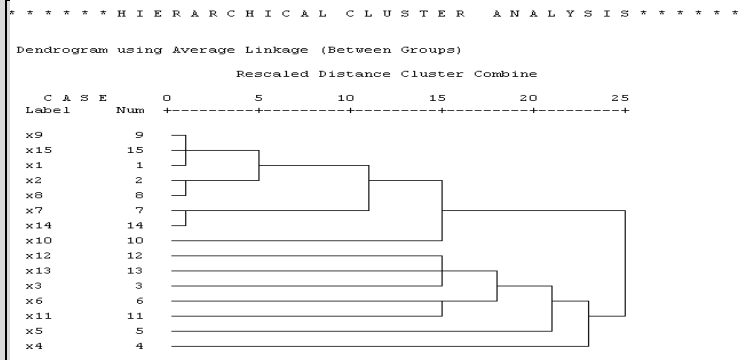 * * * * * * H I E R A R C H I C A L   C L U S T E R   A N A L Y S I S * * * * * *
Dendrogram using Average Linkage (Between Groups)
Rescaled Distance Cluster Combine
C A S E 0 5 10 15 20 25
Label Num +---------+---------+---------+---------+---------+
x9 9
x15 15
x1 1
x2 2
x8 8
x7 7
x14 14
x10 10
x12 12
x13 13
x3 3
x6 6
x11 11
x5 5
x4 4